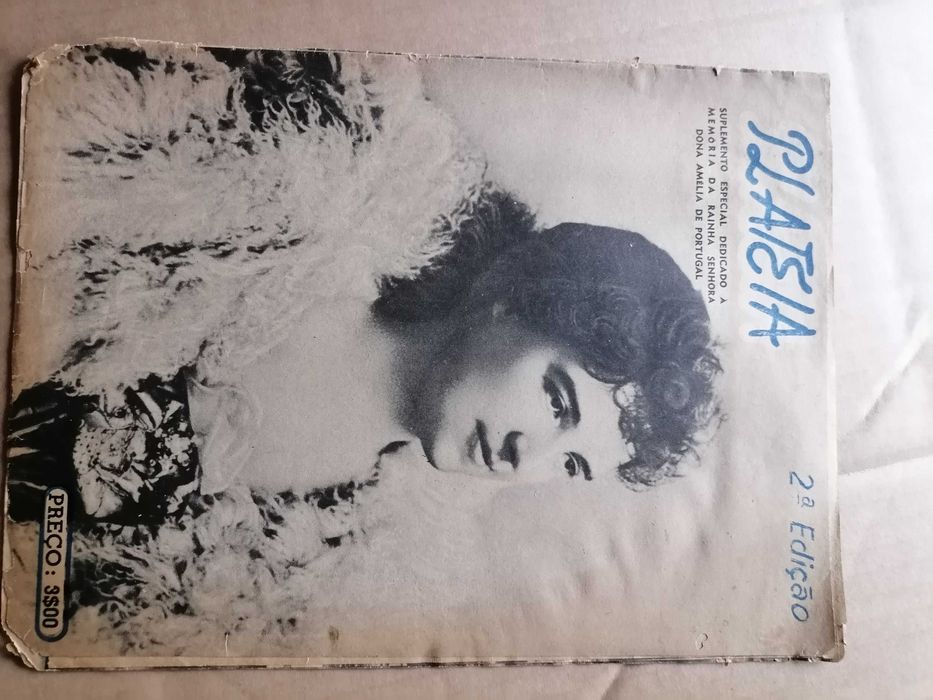 PLATEIA
2ª Edição
SUPLEMENTO ESPECIAL DEDICADO À
MEMÓRIA DA RAINHA SENHORA
DONA AMÉLIA DE PORTUGAL
PREÇO: 3$00